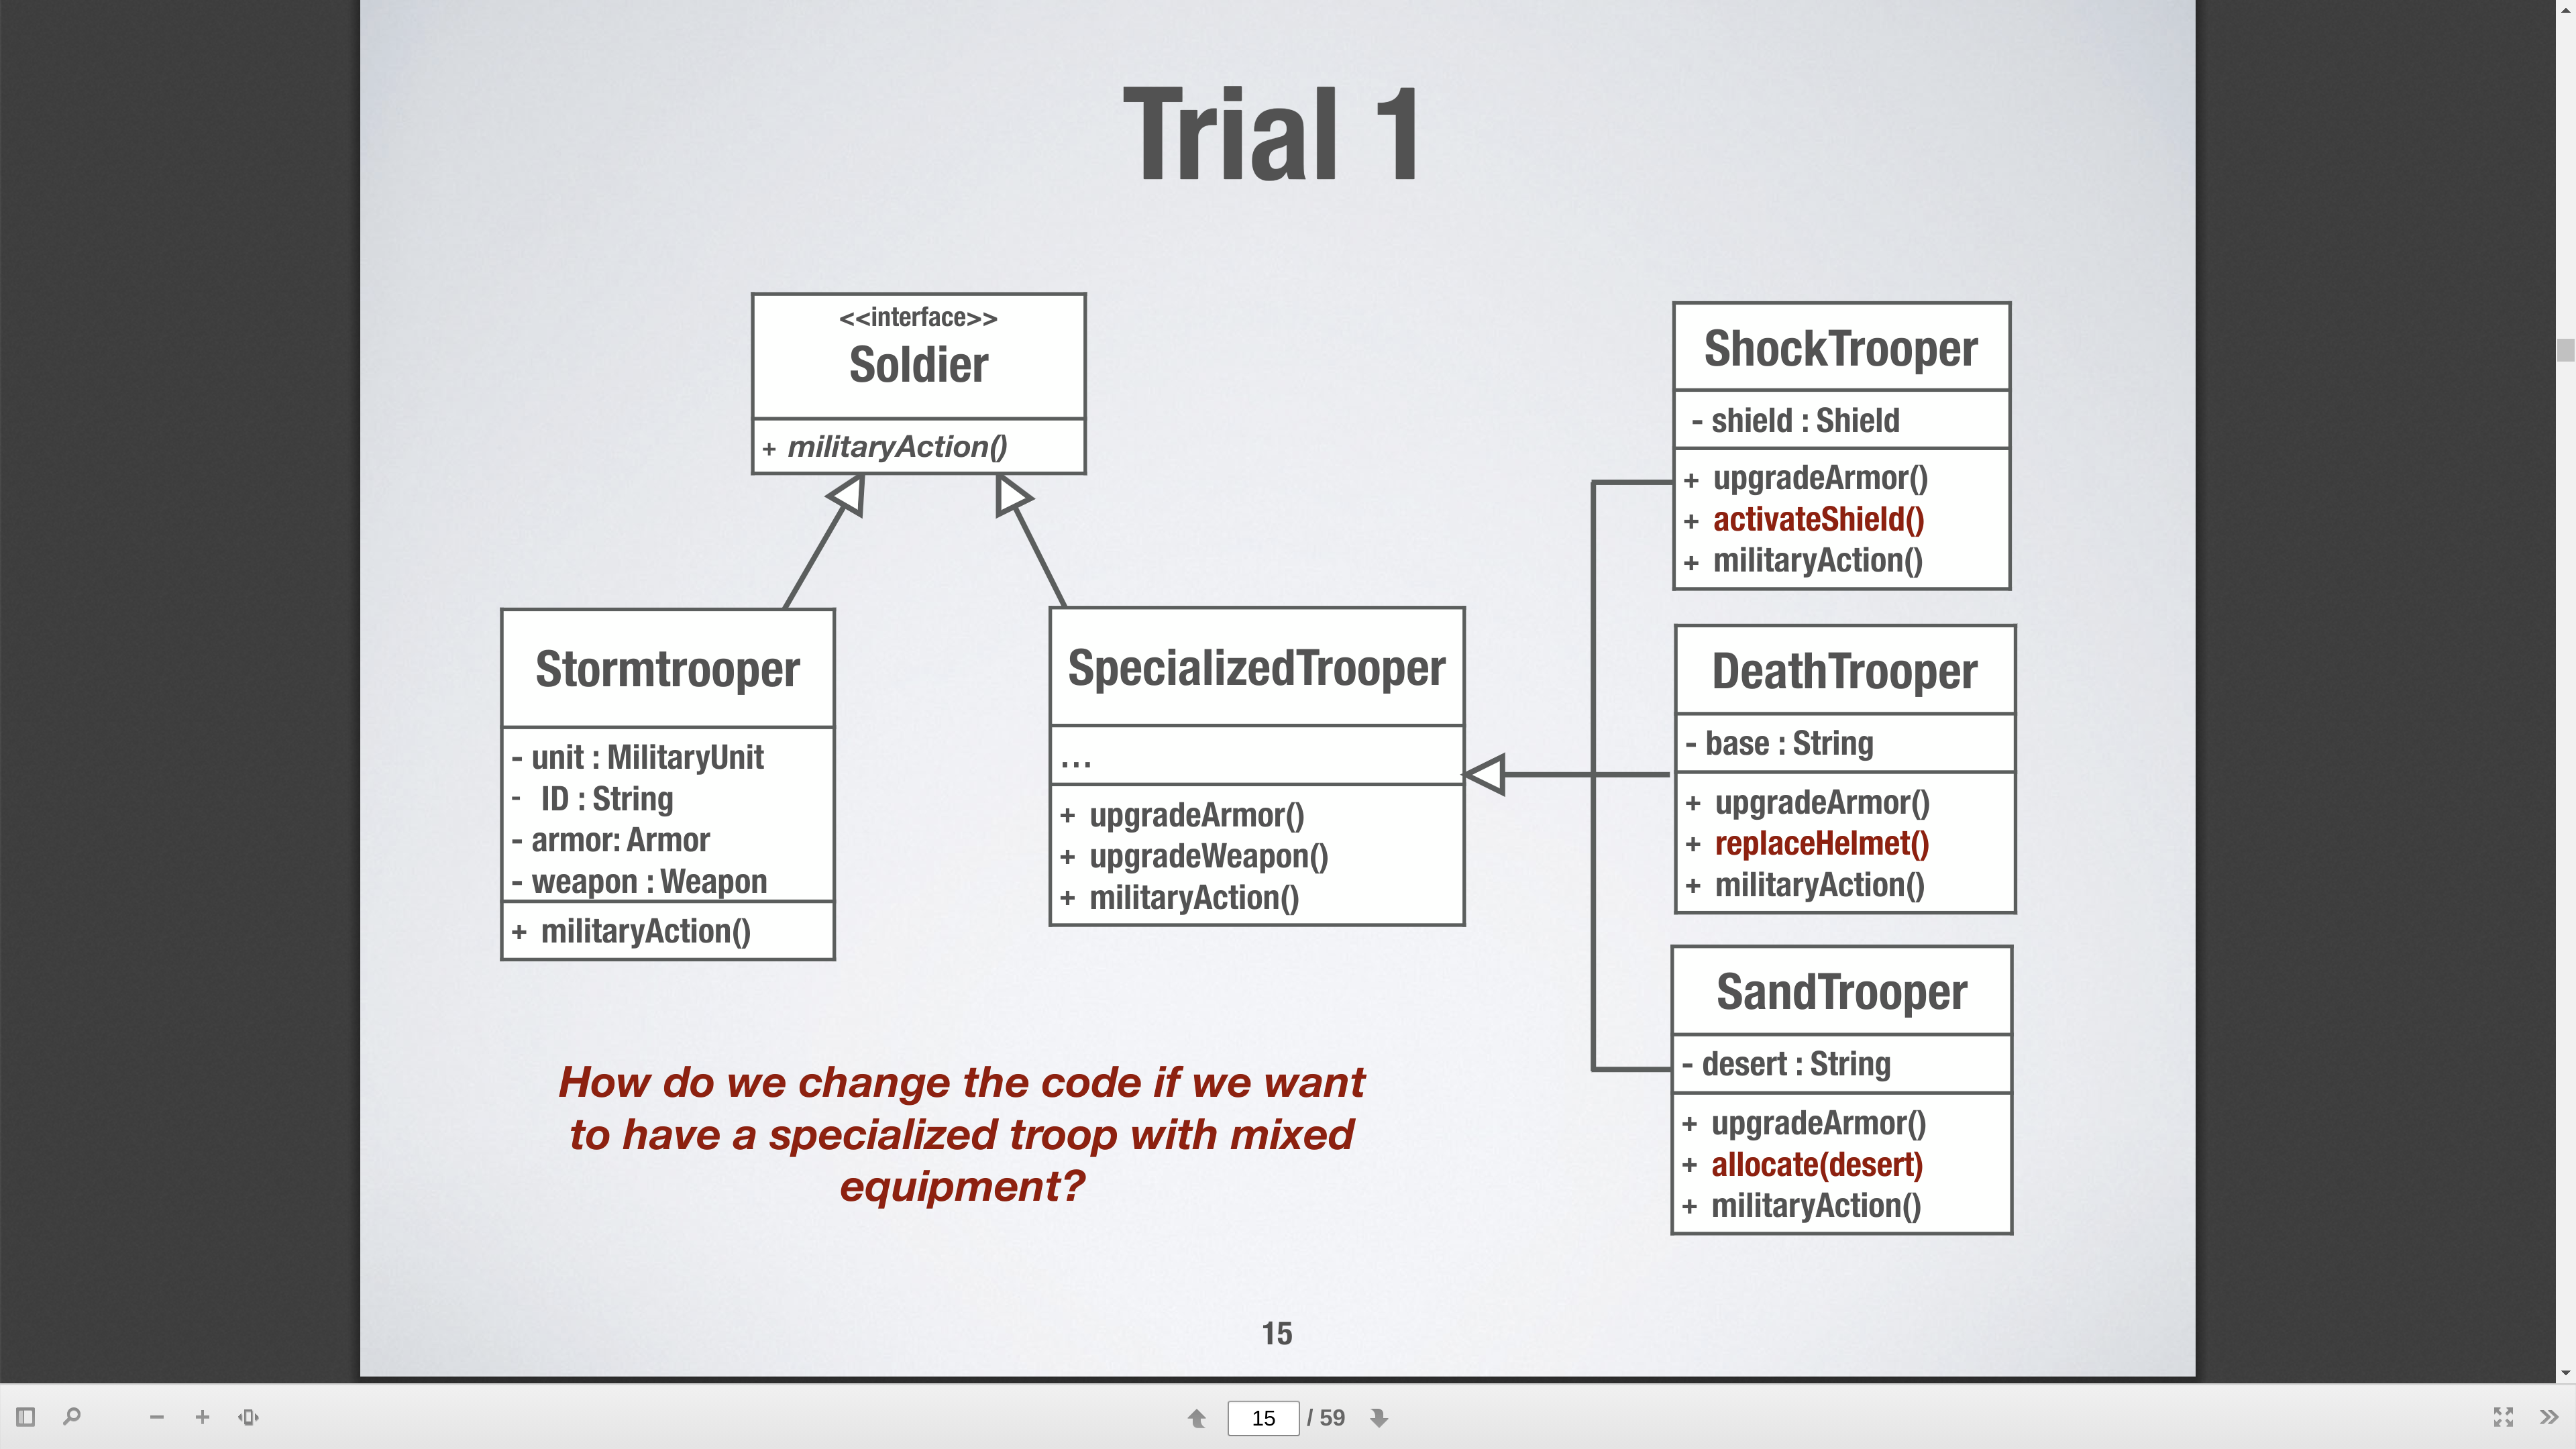 Trial 1
<<interface>>
Soldier
+ militaryAction()
Stormtrooper
- unit : MilitaryUnit
- ID : String
- armor: Armor
- weapon : Weapon
+ militaryAction()
SpecializedTrooper
...
+ upgradeArmor()
+ upgradeWeapon()
+ militaryAction()
ShockTrooper
- shield : Shield
+ upgradeArmor()
+ activateShield()
+ militaryAction()
DeathTrooper
- base : String
+ upgradeArmor()
+ replaceHelmet()
+ militaryAction()
SandTrooper
- desert : String
+ upgradeArmor()
+ allocate(desert)
+ militaryAction()
How do we change the code if we want
to have a specialized troop with mixed
equipment?
15
15 / 59